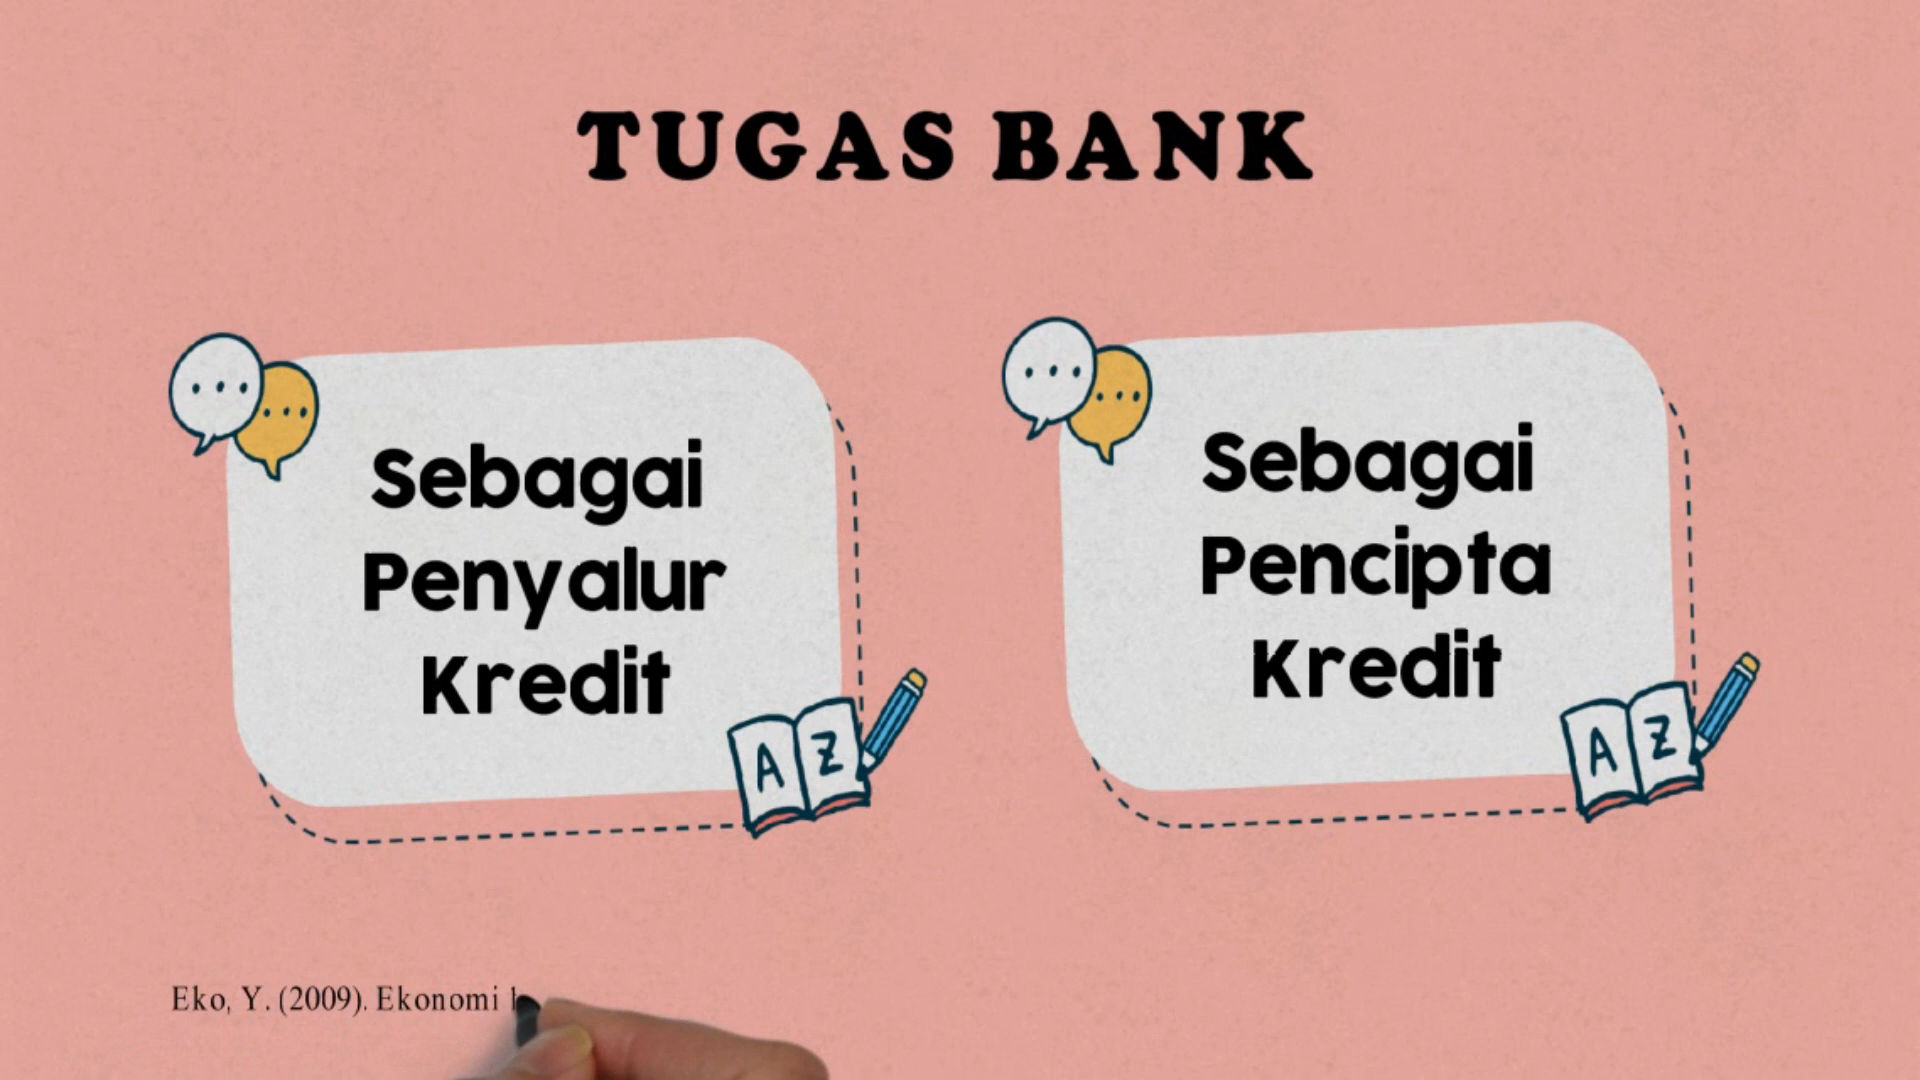 TUGAS BANK
Sebagai
Penyalur
Kredit
Sebagai
Pencipta
Kredit
A Z
A Z
Eko, Y. (2009). Ekonomi